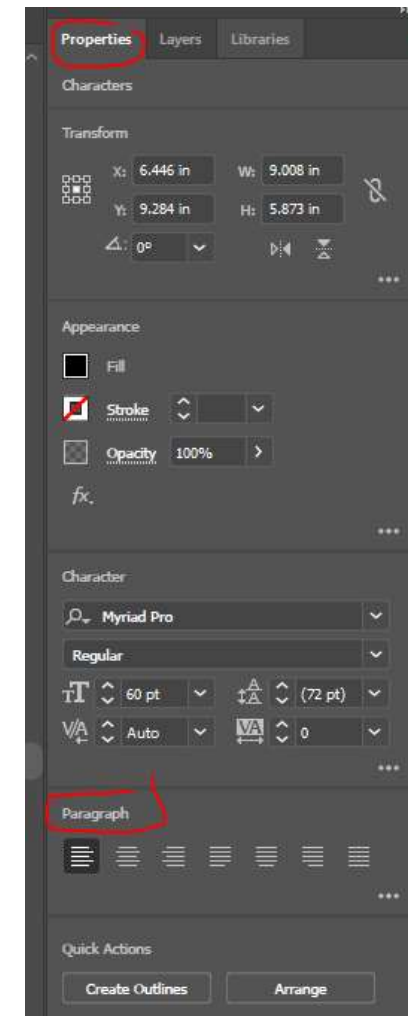 Properties Layers Libraries
Characters
Transform
X: 6.446 in W: 9.008 in
Y: 9.284 in H: 5.873 in
0°
Appearance
Fill
Stroke
Opacity 100%
fx.
Character
Myriad Pro
Regular
TT 60 pt A A (72 pt)
V/A Auto VA 0
Paragraph
Quick Actions
Create Outlines Arrange